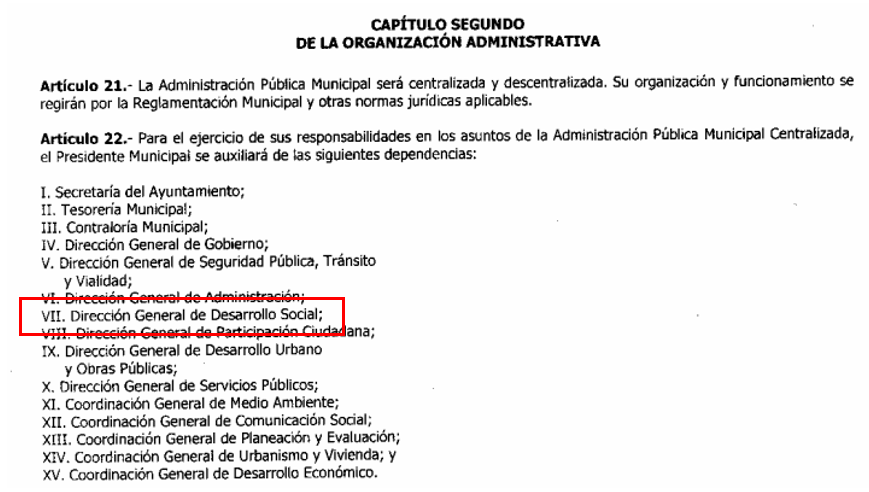 CAPÍTULO SEGUNDO
DE LA ORGANIZACIÓN ADMINISTRATIVA
Artículo 21.- La Administración Pública Municipal será centralizada y descentralizada. Su organización y funcionamiento se
regirán por la Reglamentación Municipal y otras normas jurídicas aplicables.
Artículo 22.- Para el ejercicio de sus responsabilidades en los asuntos de la Administración Pública Municipal Centralizada,
el Presidente Municipal se auxiliará de las siguientes dependencias:
I. Secretaría del Ayuntamiento;
II. Tesorería Municipal;
III. Contraloría Municipal;
IV. Dirección General de Gobierno;
V. Dirección General de Seguridad Pública, Tránsito
y Vialidad;
VI. Dirección General de Administración;
VII. Dirección General de Desarrollo Social;
VIII. Dirección General de Participación Ciudadana;
IX. Dirección General de Desarrollo Urbano
y Obras Públicas;
X. Dirección General de Servicios Públicos;
XI. Coordinación General de Medio Ambiente;
XII. Coordinación General de Comunicación Social;
XIII. Coordinación General de Planeación y Evaluación;
XIV. Coordinación General de Urbanismo y Vivienda; y
XV. Coordinación General de Desarrollo Económico.